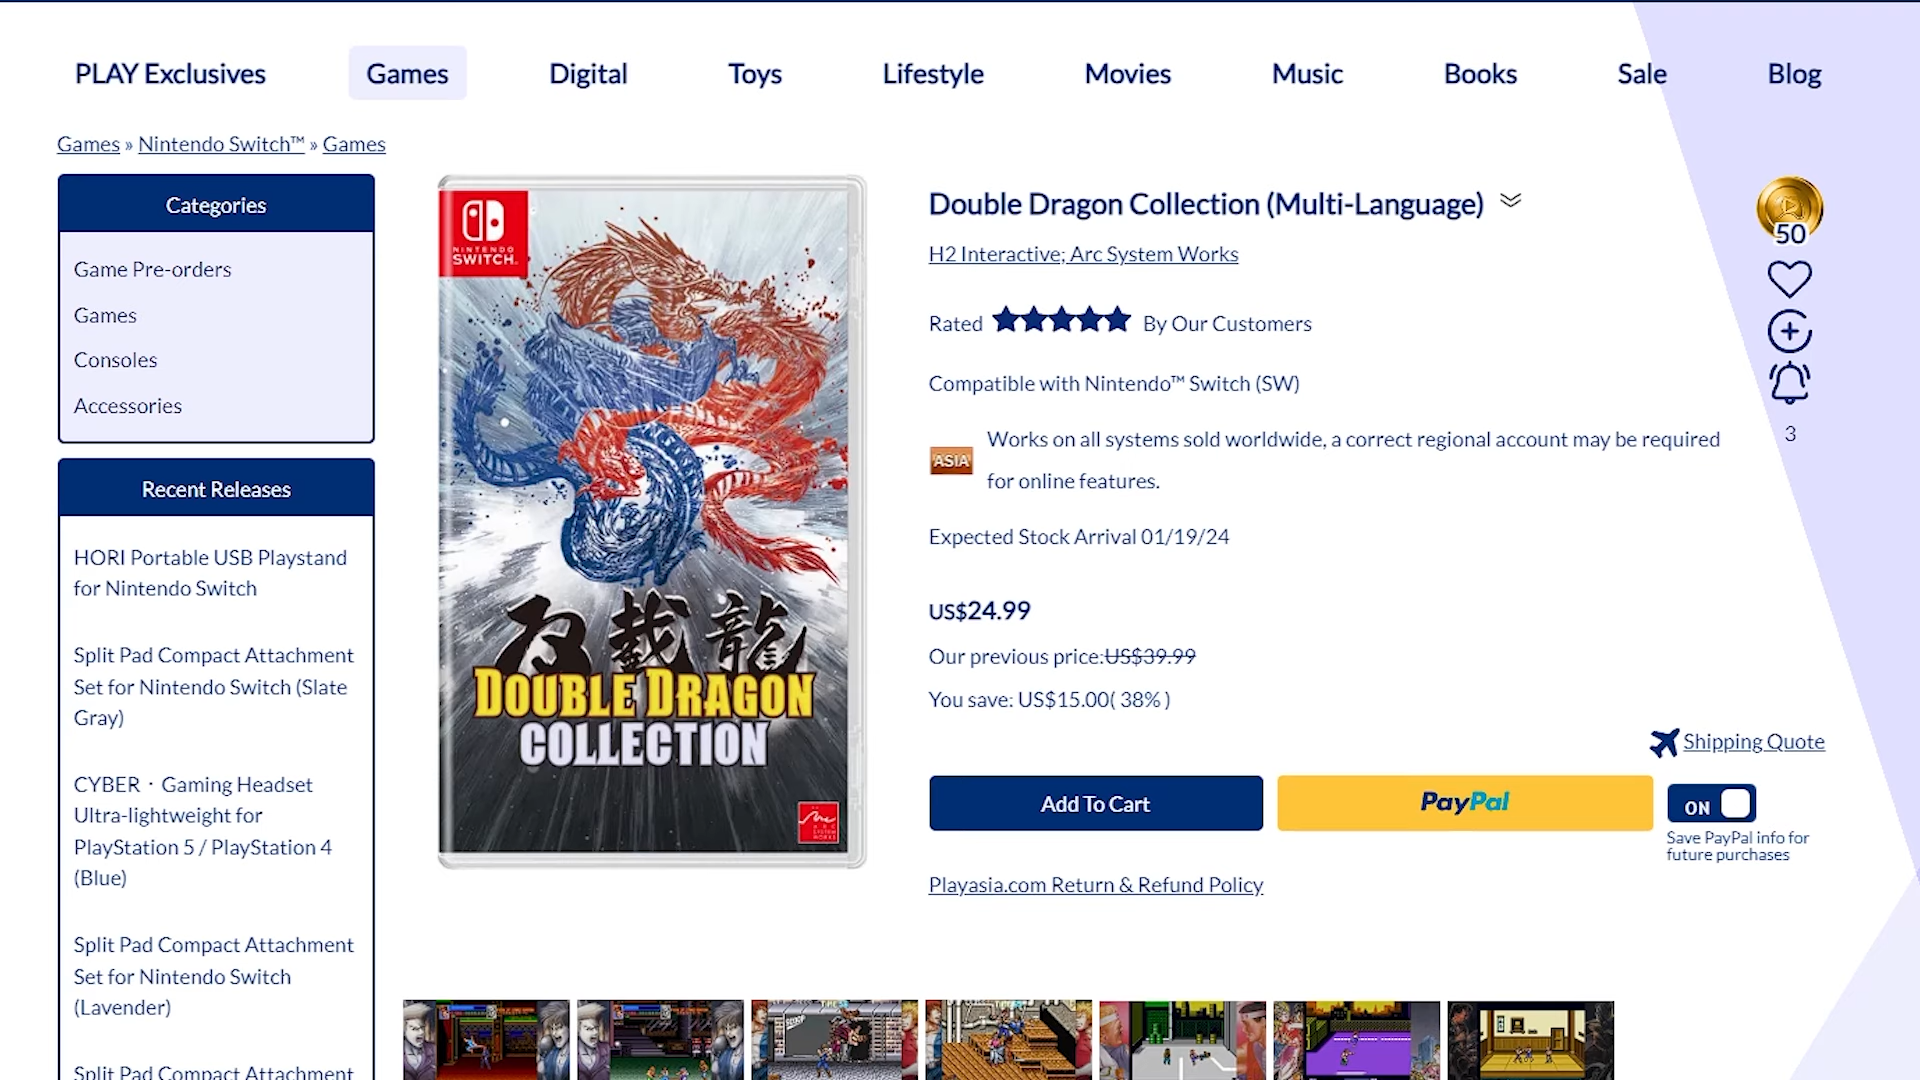 PLAY Exclusives
Games
Digital
Toys
Lifestyle
Movies
Music
Books
Sale
Blog
Games » Nintendo Switch™ » Games
Categories
Game Pre-orders
Games
Consoles
Accessories
Recent Releases
HORI Portable USB Playstand
for Nintendo Switch
Split Pad Compact Attachment
Set for Nintendo Switch (Slate
Gray)
CYBER・Gaming Headset
Ultra-lightweight for
PlayStation 5 / PlayStation 4
(Blue)
Split Pad Compact Attachment
Set for Nintendo Switch
(Lavender)
Split Pad Compact Attachment
NINTENDO
SWITCH.
双截龍
DOUBLE DRAGON
COLLECTION
ARC
SYSTEM
WORKS
Double Dragon Collection (Multi-Language)
H2 Interactive; Arc System Works
Rated
By Our Customers
Compatible with Nintendo™ Switch (SW)
ASIA
Works on all systems sold worldwide, a correct regional account may be required
for online features.
Expected Stock Arrival 01/19/24
US$24.99
Our previous price:US$39.99
You save: US$15.00( 38% )
Shipping Quote
Add To Cart
PayPal
ON
Save PayPal info for
future purchases
Playasia.com Return & Refund Policy
50
3